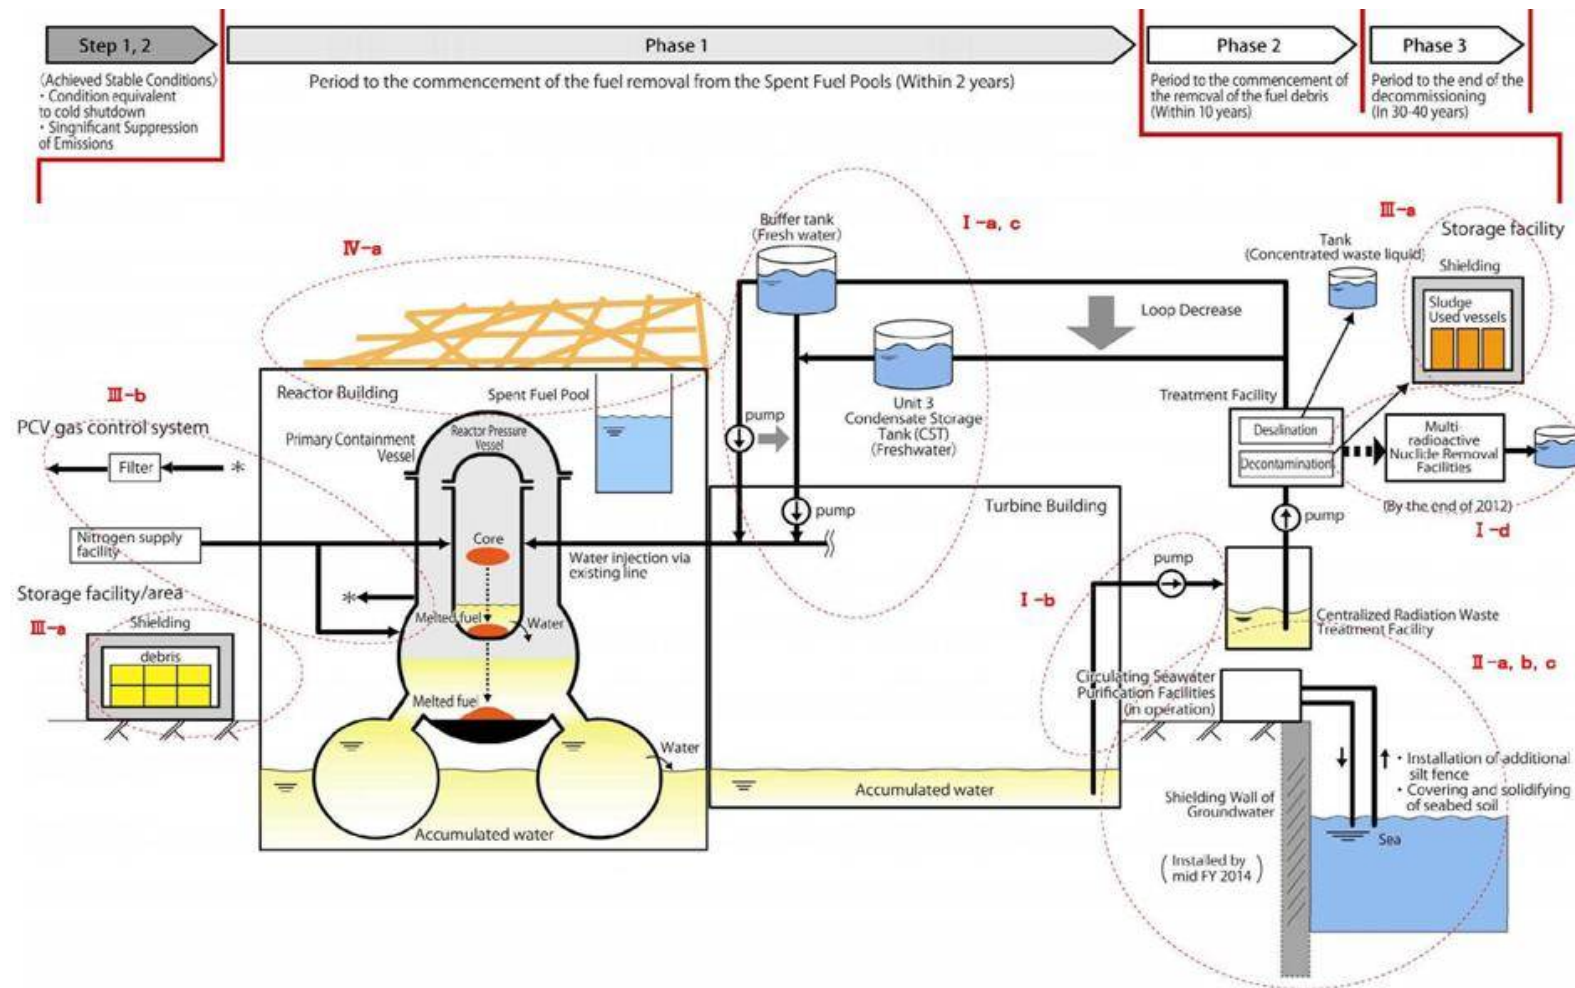 Step 1, 2
Phase 1
Phase 2
Phase 3
(Achieved Stable Conditions)
・Condition equivalent
to cold shutdown
・Singnificant Suppression
of Emissions
Period to the commencement of the fuel removal from the Spent Fuel Pools (Within 2 years)
Period to the commencement of
the removal of the fuel debris
(Within 10 years)
Period to the end of the
decommissioning
(In 30-40 years)
Ⅳ-a
Buffer tank
(Fresh water)
Ⅰ-a, c
Ⅲ-a
Storage facility
Tank
(Concentrated waste liquid)
Shielding
Sludge
Used vessels
Loop Decrease
Reactor Building
Spent Fuel Pool
Unit 3
Condensate Storage
Tank (CST)
(Freshwater)
Treatment Facility
Desalination
Decontamination
Multi-
radioactive
Nuclide Removal
Facilities
(By the end of 2012)
Ⅰ-d
Ⅲ-b
PCV gas control system
Filter
*
Primary Containment
Vessel
Reactor Pressure
Vessel
pump
pump
Turbine Building
pump
Nitrogen supply
facility
Core
Water injection via
existing line
pump
Ⅰ-b
*
Melted fuel
Water
Centralized Radiation Waste
Treatment Facility
Storage facility/area
Ⅲ-a
Shielding
debris
Ⅱ-a, b, c
Circulating Seawater
Purification Facilities
(in operation)
Melted fuel
Water
Accumulated water
Accumulated water
・Installation of additional
silt fence
・Covering and solidifying
of seabed soil
Shielding Wall of
Groundwater
Sea
(Installed by
mid FY 2014)